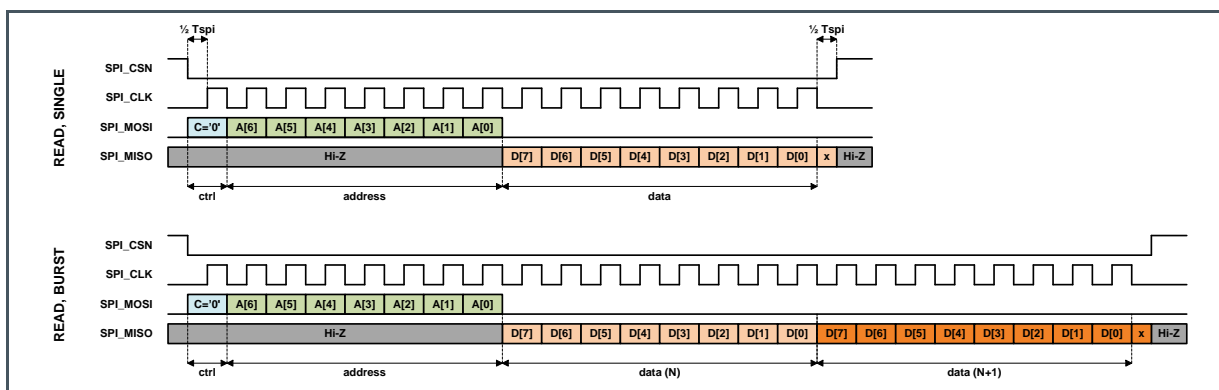 ½ Tspi ½ Tspi
READ, SINGLE
SPI_CSN
SPI_CLK
SPI_MOSI C='0' A[6] A[5] A[4] A[3] A[2] A[1] A[0]
SPI_MISO Hi-Z D[7] D[6] D[5] D[4] D[3] D[2] D[1] D[0] x Hi-Z
ctrl address data
READ, BURST
SPI_CSN
SPI_CLK
SPI_MOSI C='0' A[6] A[5] A[4] A[3] A[2] A[1] A[0]
SPI_MISO Hi-Z D[7] D[6] D[5] D[4] D[3] D[2] D[1] D[0] D[7] D[6] D[5] D[4] D[3] D[2] D[1] D[0] x Hi-Z
ctrl address data (N) data (N+1)